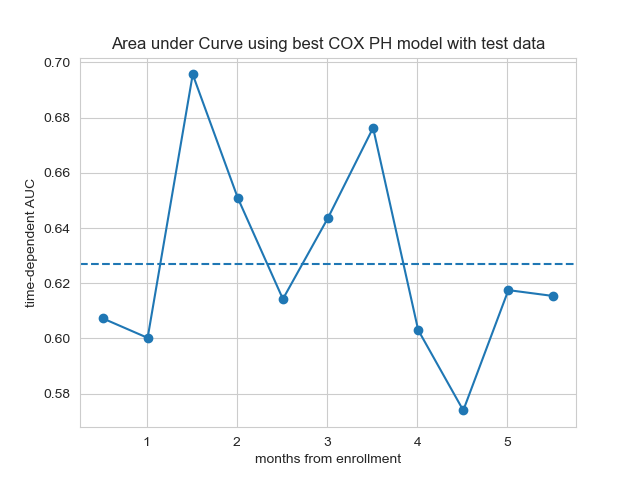 Area under Curve using best COX PH model with test data
time-dependent AUC
0.70
0.68
0.66
0.64
0.62
0.60
0.58
1 2 3 4 5
months from enrollment